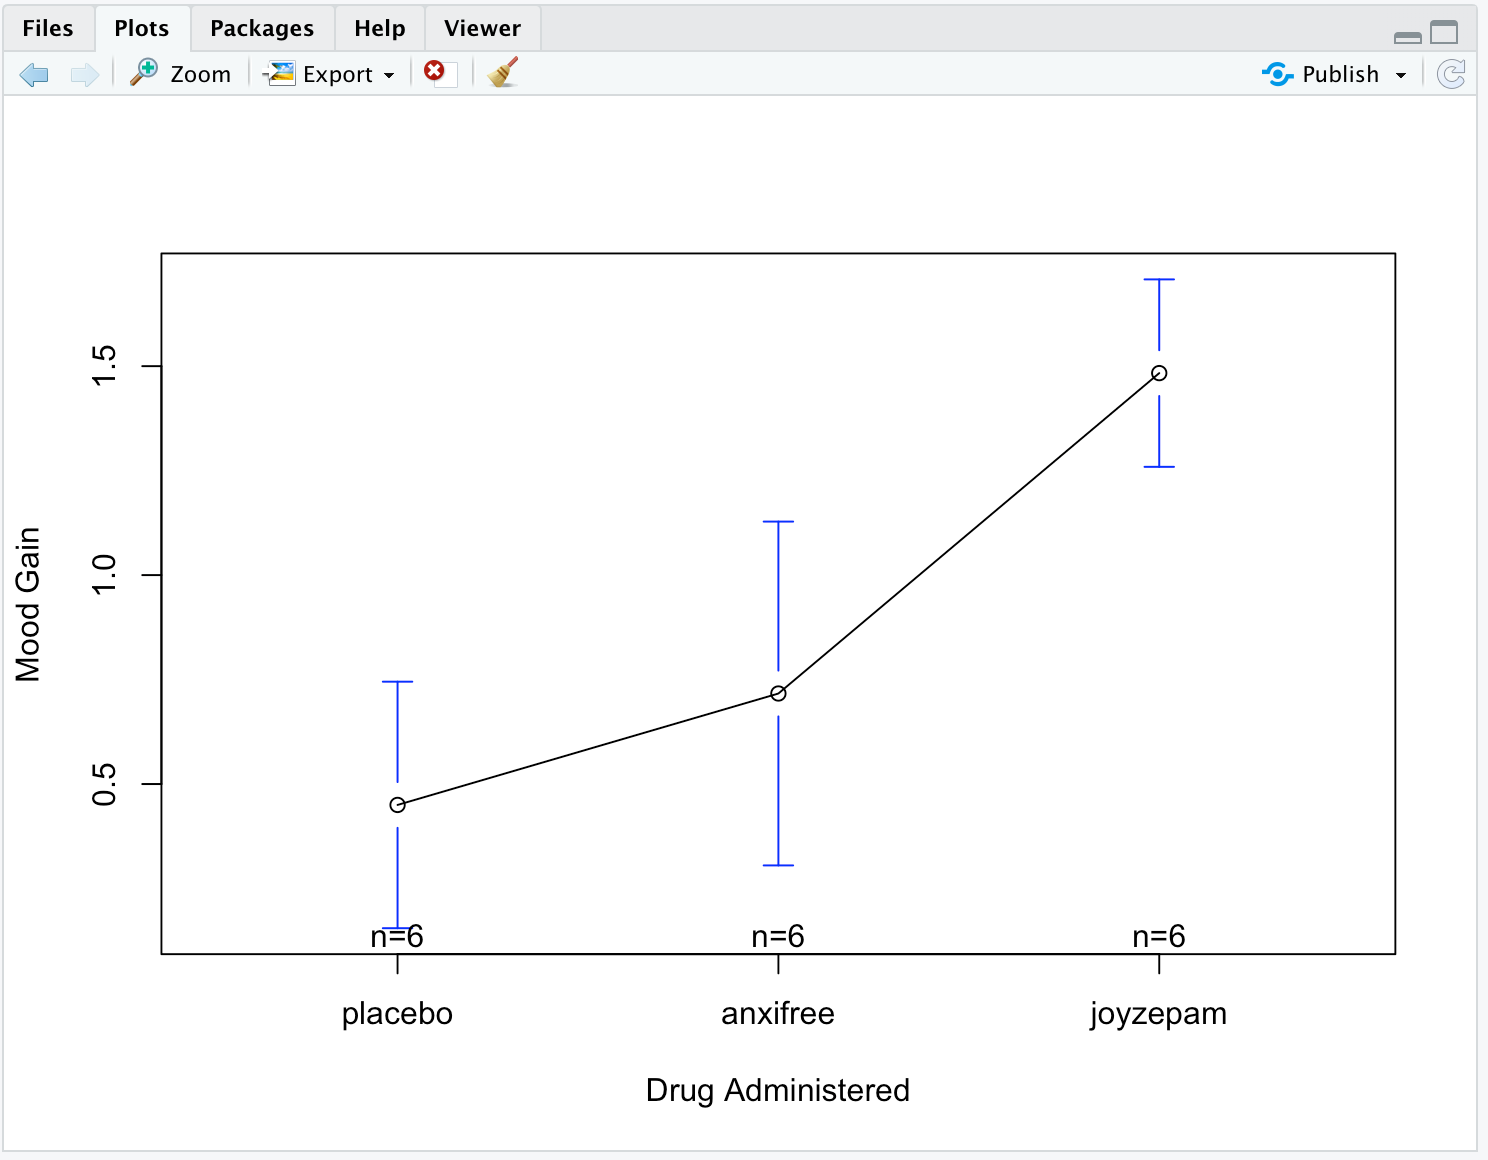 Files Plots Packages Help Viewer
Zoom Export Publish
Mood Gain
1.5
1.0
0.5
n=6 n=6 n=6
placebo anxifree joyzepam
Drug Administered